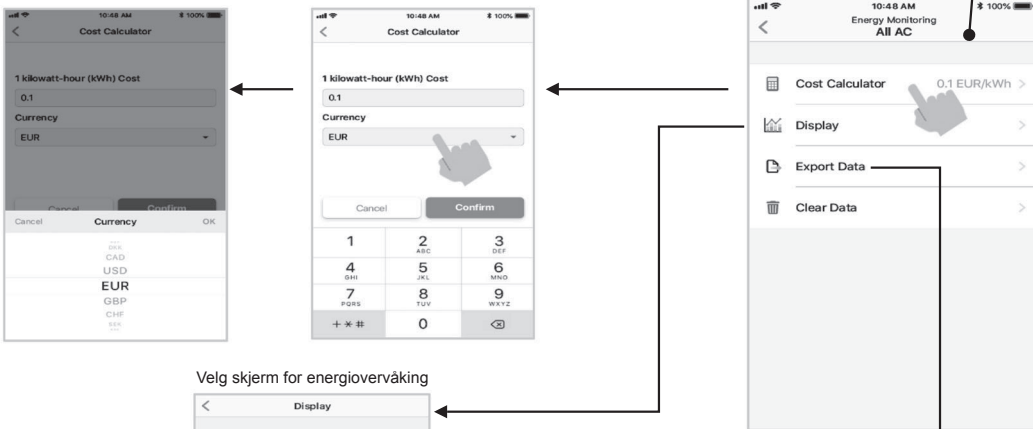 10:48 AM
100%
Cost Calculator
1 kilowatt-hour (kWh) Cost
0.1
Currency
EUR
Cancel
Confirm
Cancel
Currency
OK
DKK
CAD
USD
EUR
GBP
CHF
SEK
10:48 AM
100%
Cost Calculator
1 kilowatt-hour (kWh) Cost
0.1
Currency
EUR
Cancel
Confirm
1
2
ABC
3
DEF
4
GHI
5
JKL
6
MNO
7
PQRS
8
TUV
9
WXYZ
+ * #
0
10:48 AM
100%
Energy Monitoring
All AC
Cost Calculator 0.1 EUR/kWh >
Display >
Export Data >
Clear Data >
Velg skjerm for energiovervåking
Display